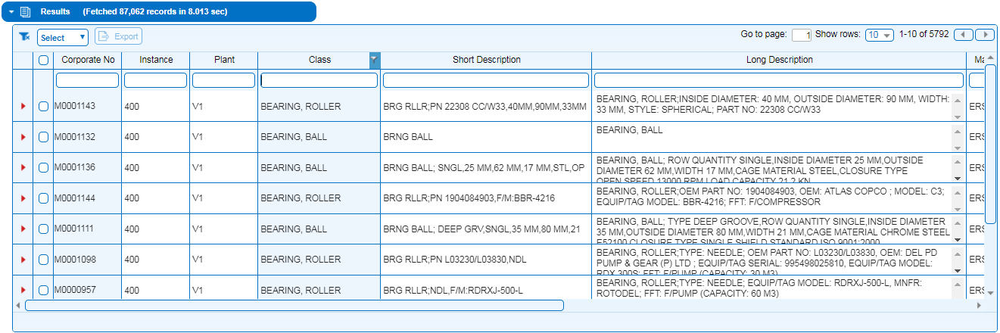 Results (Fetched 87,062 records in 8.013 sec)
Select Export Go to page: 1 Show rows: 10 1-10 of 5792
Corporate No Instance Plant Class Short Description Long Description Ma
M0001143 400 V1 BEARING, ROLLER BRG RLLR;PN 22308 CC/W33,40MM,90MM,33MM
BEARING, ROLLER;INSIDE DIAMETER: 40 MM, OUTSIDE DIAMETER: 90 MM, WIDTH:
33 MM, STYLE: SPHERICAL; PART NO: 22308 CC/W33
ERS
M0001132 400 V1 BEARING, BALL BRNG BALL
BEARING, BALL
ERS
M0001136 400 V1 BEARING, BALL BRNG BALL; SNGL,25 MM,62 MM,17 MM,STL,OP
BEARING, BALL; ROW QUANTITY SINGLE,INSIDE DIAMETER 25 MM,OUTSIDE
DIAMETER 62 MM,WIDTH 17 MM,CAGE MATERIAL STEEL,CLOSURE TYPE
OPEN,SPEED 13000 RPM,LOAD CAPACITY 21.2 KN
ERS
M0001144 400 V1 BEARING, ROLLER BRG RLLR;PN 1904084903,F/M:BBR-4216
BEARING, ROLLER;OEM PART NO: 1904084903, OEM: ATLAS COPCO ; MODEL: C3;
EQUIP/TAG MODEL: BBR-4216; FFT: F/COMPRESSOR
ERS
M0001111 400 V1 BEARING, BALL BRNG BALL; DEEP GRV,SNGL,35 MM,80 MM,21
BEARING, BALL; TYPE DEEP GROOVE,ROW QUANTITY SINGLE,INSIDE DIAMETER
35 MM,OUTSIDE DIAMETER 80 MM,WIDTH 21 MM,CAGE MATERIAL CHROME STEEL
E52100,CLOSURE TYPE SINGLE SHIELD,STANDARD ISO 9001:2000
ERS
M0001098 400 V1 BEARING, ROLLER BRG RLLR;PN L03230/L03830,NDL
BEARING, ROLLER;TYPE: NEEDLE; OEM PART NO: L03230/L03830, OEM: DEL PD
PUMP & GEAR (P) LTD ; EQUIP/TAG SERIAL: 995498025810, EQUIP/TAG MODEL:
RDX 300S; FFT: F/PUMP (CAPACITY: 30 M3)
ERS
M0000957 400 V1 BEARING, ROLLER BRG RLLR;NDL,F/M:RDRXJ-500-L
BEARING, ROLLER;TYPE: NEEDLE; EQUIP/TAG MODEL: RDRXJ-500-L, MNFR:
ROTODEL; FFT: F/PUMP (CAPACITY: 60 M3)
ERS